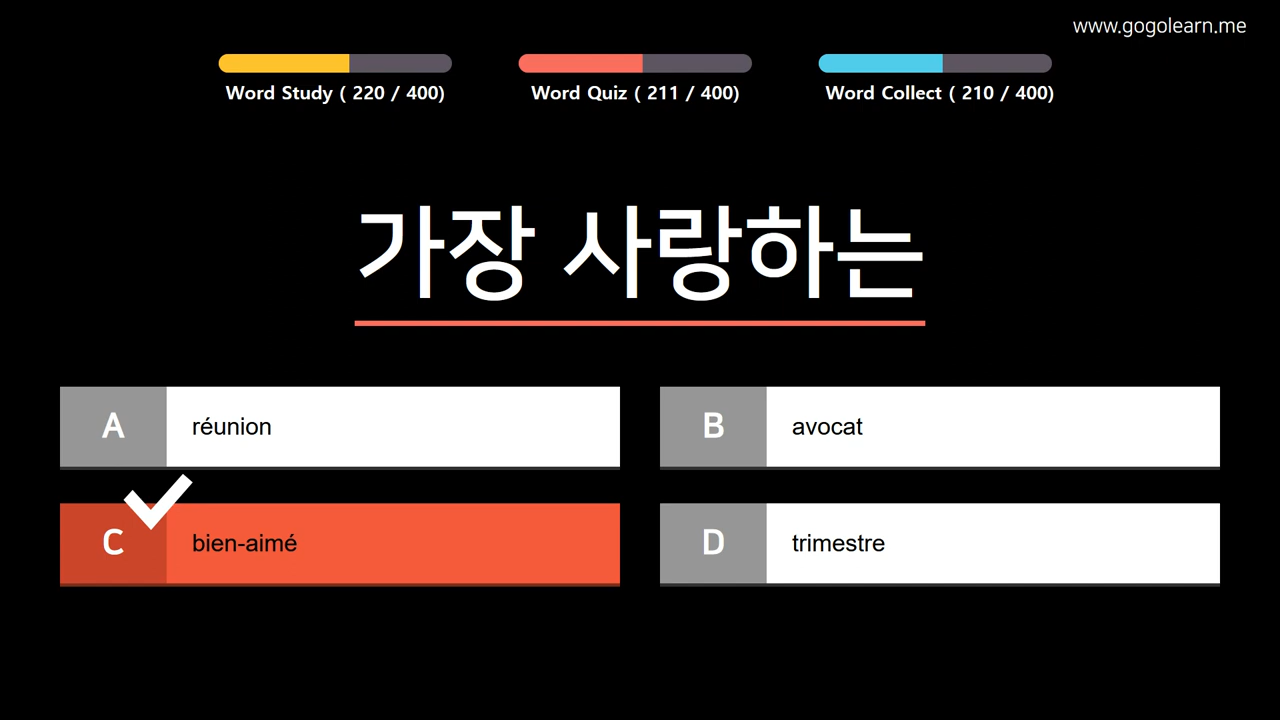 www.gogolearn.me
Word Study ( 220 / 400)
Word Quiz ( 211 / 400)
Word Collect ( 210 / 400)
가장 사랑하는
A réunion
B avocat
C bien-aimé
D trimestre